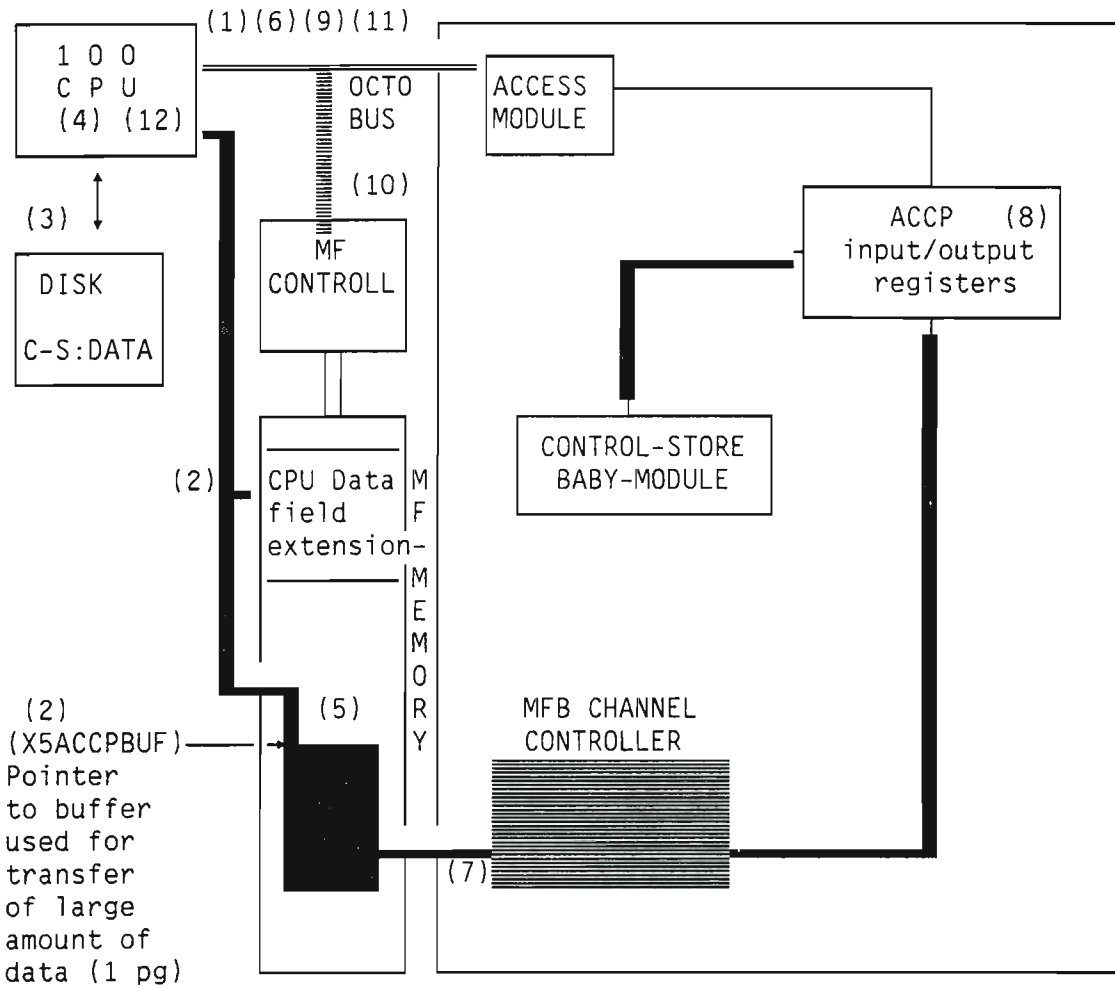 (1)(6)(9)(11)
1 0 0
C P U
(4) (12)
OCTO
BUS
ACCESS
MODULE
(10)
(3)
MF
CONTROLL
ACCP (8)
input/output
registers
DISK
C-S:DATA
CONTROL-STORE
BABY-MODULE
(2)
CPU Data
field
extension-
M
F
-
M
E
M
O
R
Y
(5)
MFB CHANNEL
CONTROLLER
(2)
(X5ACCPBUF)
Pointer
to buffer
used for
transfer
of large
amount of
data (1 pg)
(7)